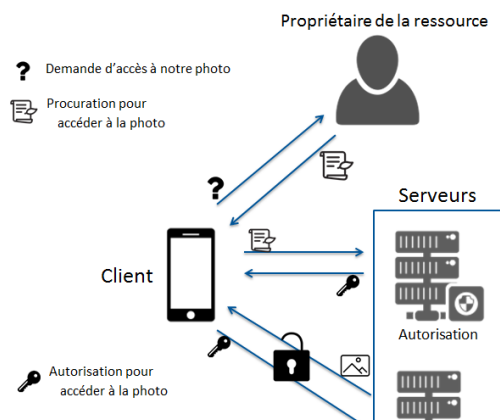 Propriétaire de la ressource
? Demande d'accès à notre photo
Procuration pour
accéder à la photo
?
Serveurs
Client
Autorisation
Autorisation pour
accéder à la photo